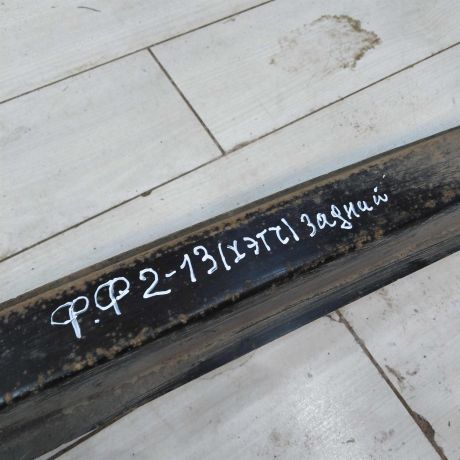 Ф.Ф 2-13 (хэтч) задний